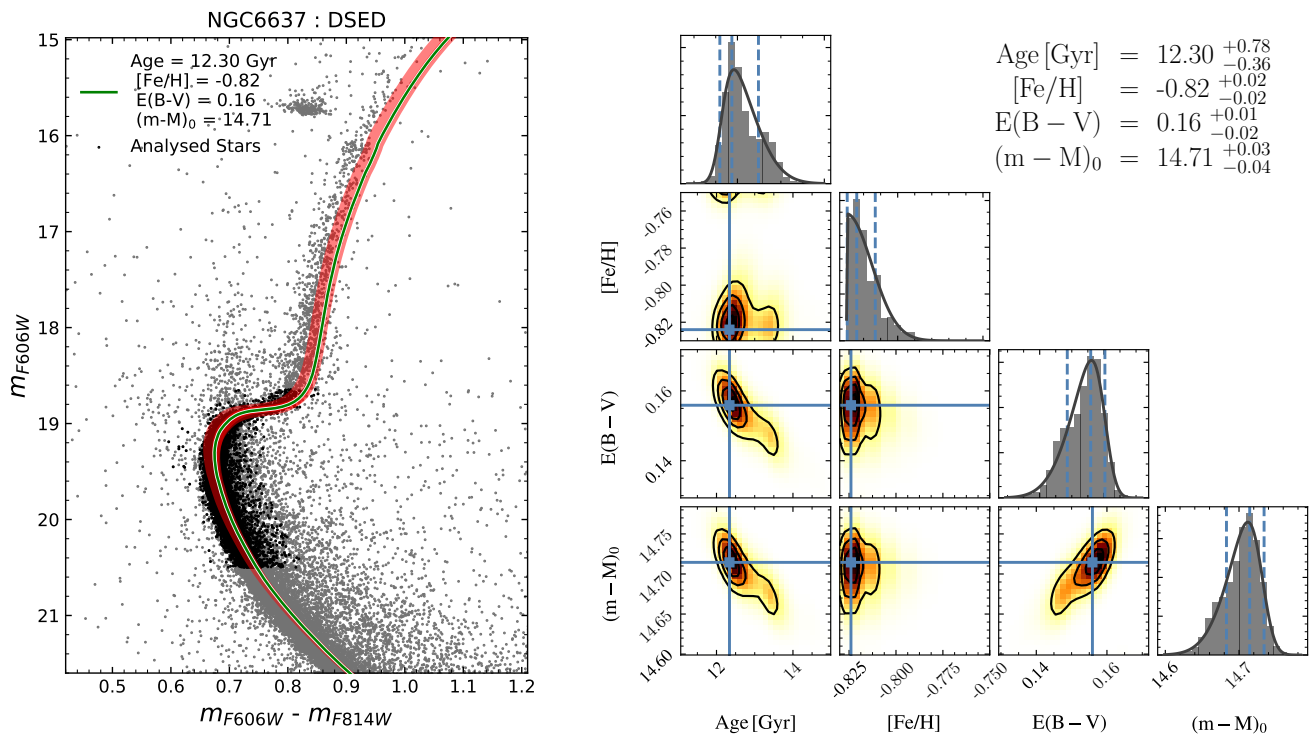 NGC6637 : DSED
Age = 12.30 Gyr
[Fe/H] = -0.82
E(B-V) = 0.16
(m-M)₀ = 14.71
Analysed Stars
15
16
17
18
19
20
21
m_F606W
0.5 0.6 0.7 0.8 0.9 1.0 1.1 1.2
m_F606W - m_F814W
Age [Gyr] = 12.30 +0.78 -0.36
[Fe/H] = -0.82 +0.02 -0.02
E(B − V) = 0.16 +0.01 -0.02
(m − M)₀ = 14.71 +0.03 -0.04
[Fe/H]
-0.76
-0.78
-0.80
-0.82
E(B − V)
0.16
0.14
(m − M)₀
14.75
14.70
14.65
14.60
12 14
-0.825 -0.800 -0.775 -0.750
0.14 0.16
14.6 14.7
Age [Gyr]
[Fe/H]
E(B − V)
(m − M)₀